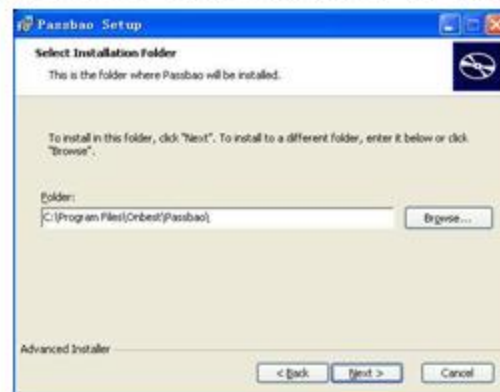 Passbao Setup
Select Installation Folder
This is the folder where Passbao will be installed.
To install in this folder, click "Next". To install to a different folder, enter it below or click
"Browse".
Folder:
C:\Program Files\Onbest\Passbao\
Browse...
Advanced Installer
< Back
Next >
Cancel